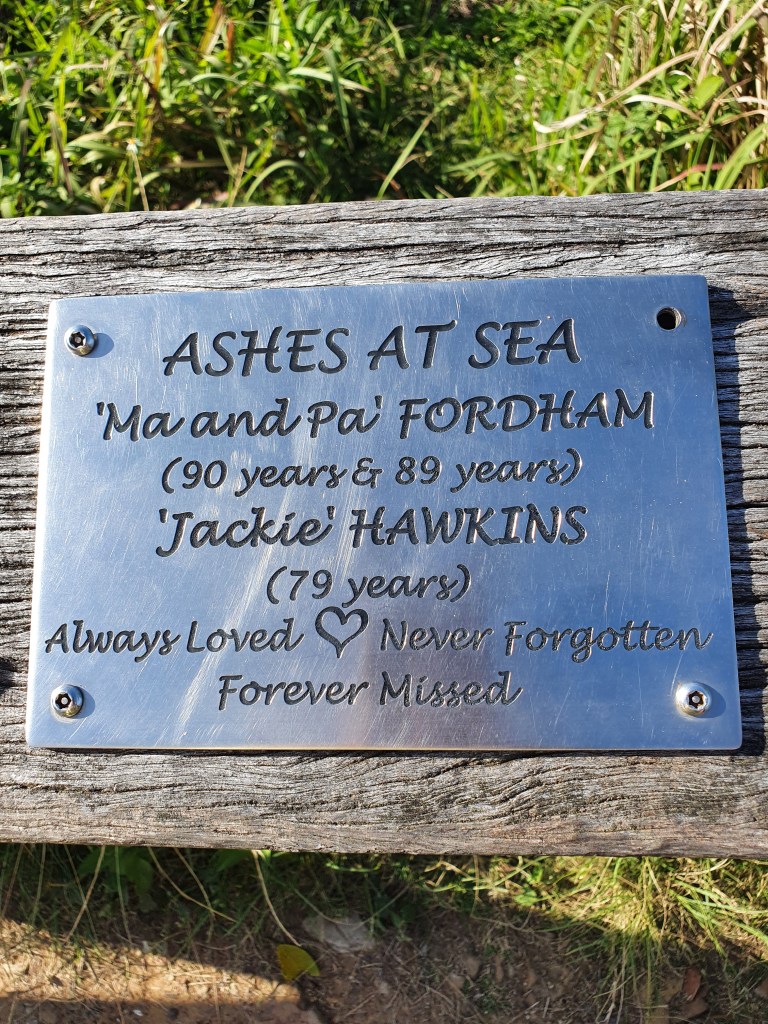 ASHES AT SEA
'Ma and Pa' FORDHAM
(90 years & 89 years)
'Jackie' HAWKINS
(79 years)
Always Loved ♡ Never Forgotten
Forever Missed